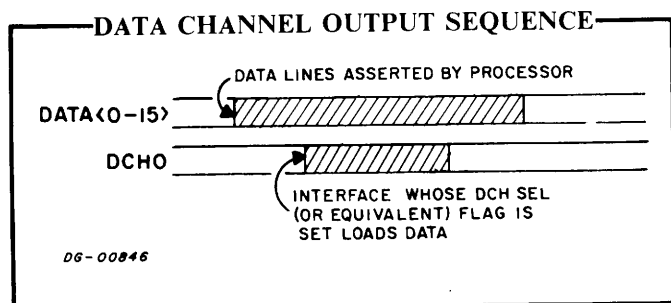 DATA CHANNEL OUTPUT SEQUENCE
DATA LINES ASSERTED BY PROCESSOR
DATA<0-15>
DCHO
INTERFACE WHOSE DCH SEL
(OR EQUIVALENT) FLAG IS
SET LOADS DATA
DG-00846